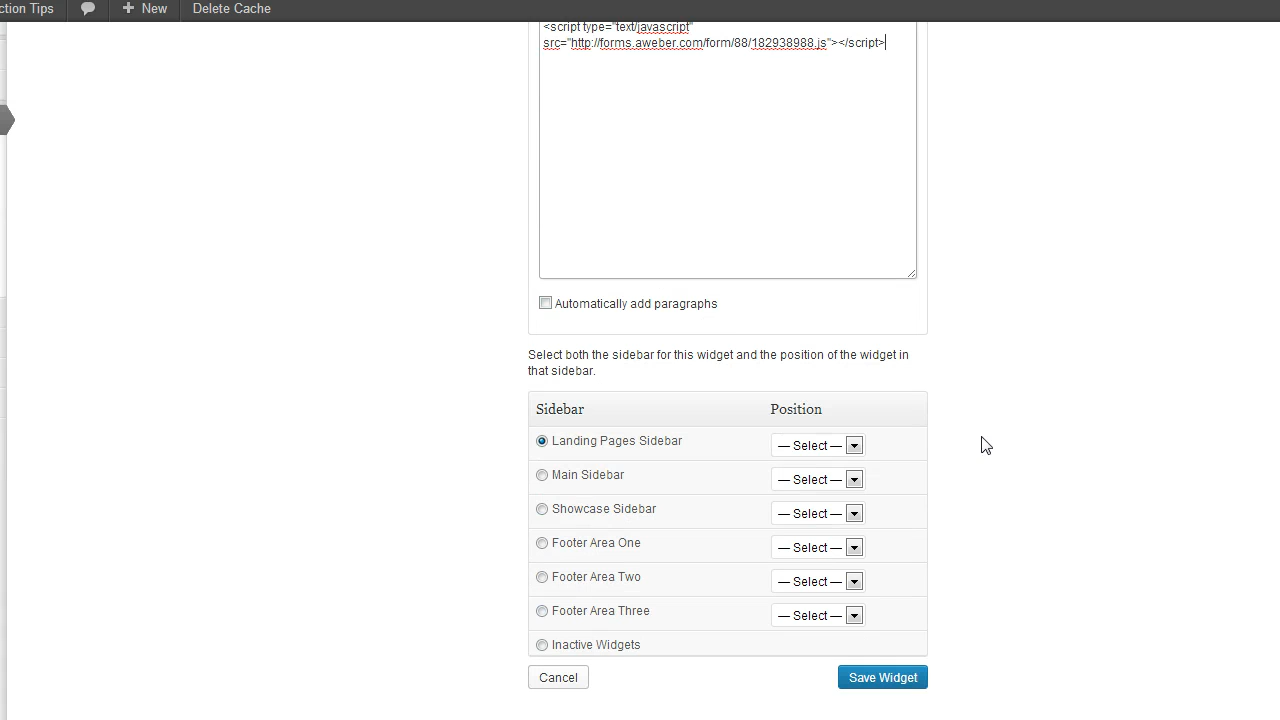 ction Tips New Delete Cache
<script type="text/javascript"
src="http://forms.aweber.com/form/88/182938988.js"></script>
Automatically add paragraphs
Select both the sidebar for this widget and the position of the widget in
that sidebar.
Sidebar Position
Landing Pages Sidebar — Select —
Main Sidebar — Select —
Showcase Sidebar — Select —
Footer Area One — Select —
Footer Area Two — Select —
Footer Area Three — Select —
Inactive Widgets
Cancel Save Widget